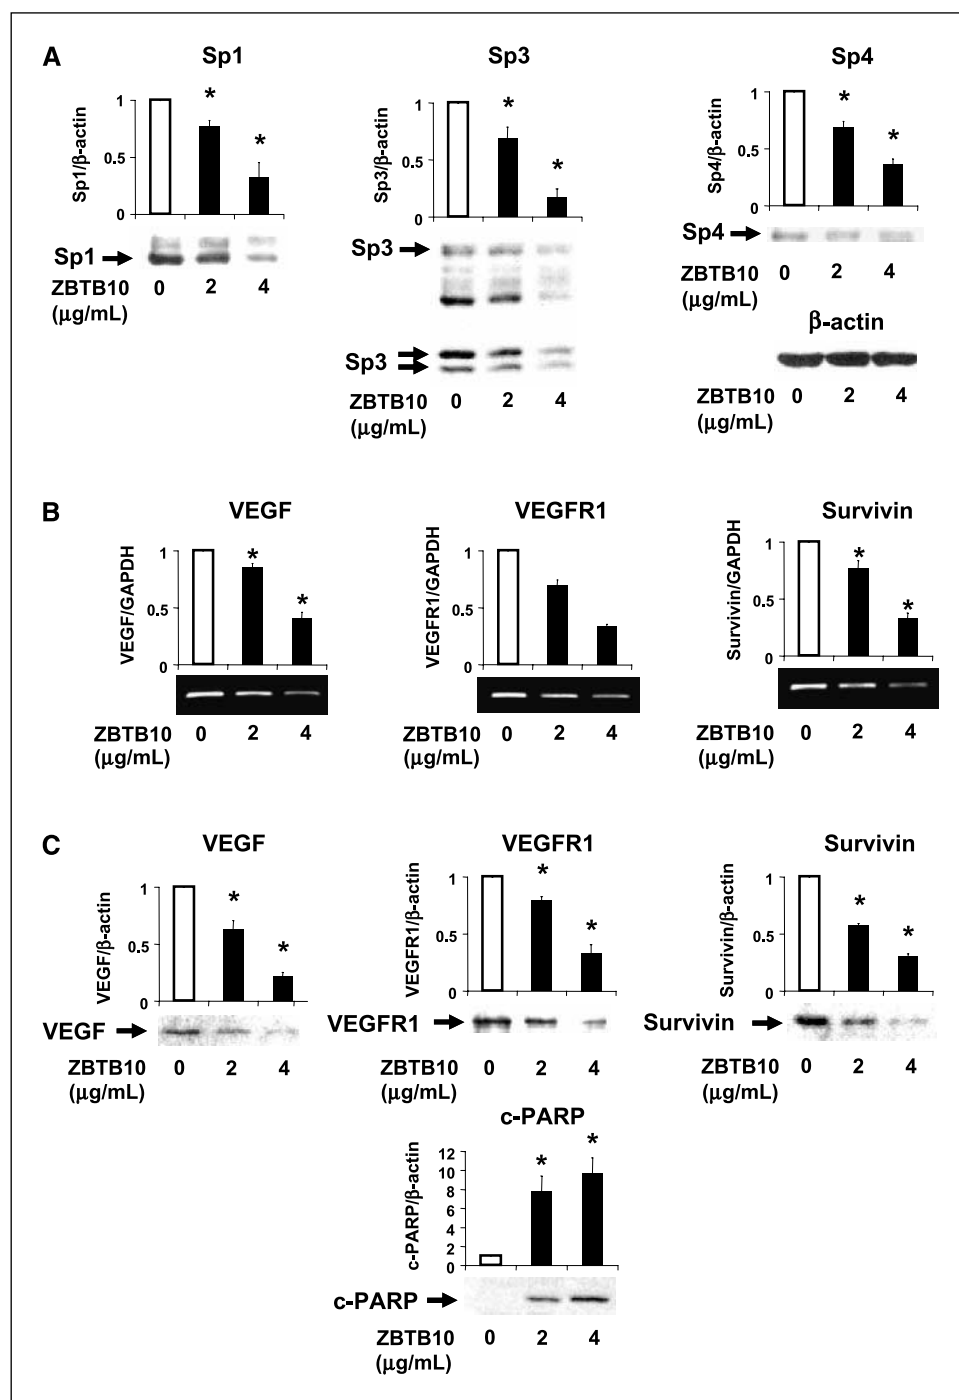 A
Sp1 Sp3 Sp4
Sp1/β-actin
1
0.5
0
* *
Sp1
ZBTB10 0 2 4
(μg/mL)
Sp3/β-actin
1
0.5
0
* *
Sp3
Sp3
ZBTB10 0 2 4
(μg/mL)
Sp4/β-actin
1
0.5
0
* *
Sp4
ZBTB10 0 2 4
(μg/mL)
β-actin
ZBTB10 0 2 4
(μg/mL)
B
VEGF VEGFR1 Survivin
VEGF/GAPDH
1
0.5
0
* *
ZBTB10 0 2 4
(μg/mL)
VEGFR1/GAPDH
1
0.5
0
ZBTB10 0 2 4
(μg/mL)
Survivin/GAPDH
1
0.5
0
* *
ZBTB10 0 2 4
(μg/mL)
C
VEGF VEGFR1 Survivin
VEGF/β-actin
1
0.5
0
* *
VEGF
ZBTB10 0 2 4
(μg/mL)
VEGFR1/β-actin
1
0.5
0
* *
VEGFR1
ZBTB10 0 2 4
(μg/mL)
Survivin/β-actin
1
0.5
0
* *
Survivin
ZBTB10 0 2 4
(μg/mL)
c-PARP
c-PARP/β-actin
12
10
8
6
4
2
0
* *
c-PARP
ZBTB10 0 2 4
(μg/mL)